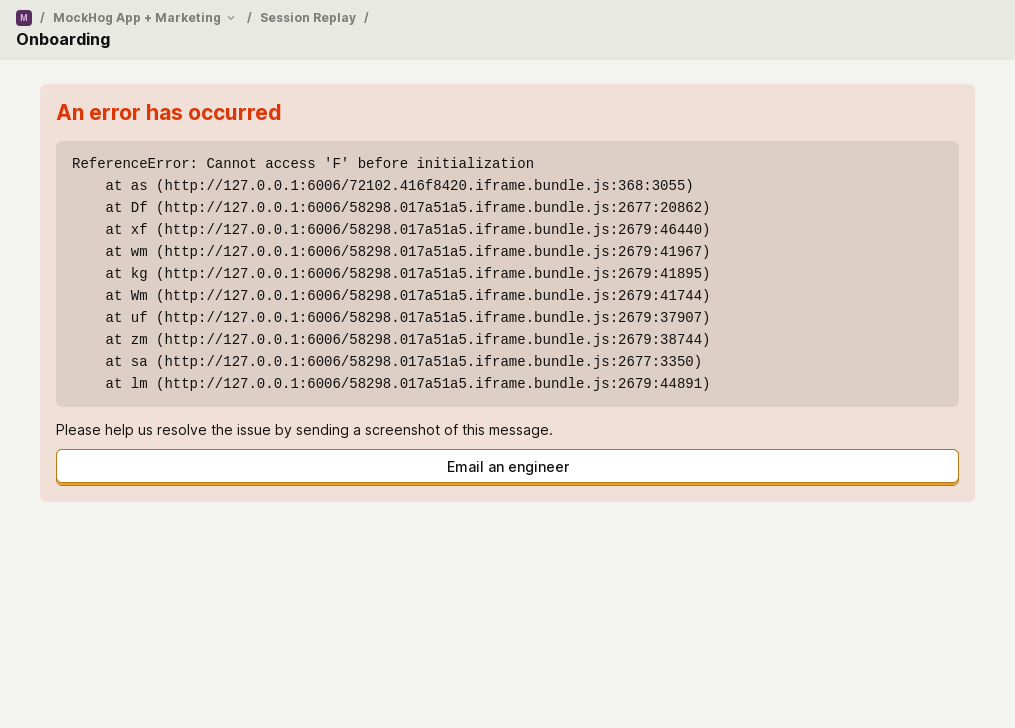 M / MockHog App + Marketing / Session Replay /
Onboarding
An error has occurred
ReferenceError: Cannot access 'F' before initialization
    at as (http://127.0.0.1:6006/72102.416f8420.iframe.bundle.js:368:3055)
    at Df (http://127.0.0.1:6006/58298.017a51a5.iframe.bundle.js:2677:20862)
    at xf (http://127.0.0.1:6006/58298.017a51a5.iframe.bundle.js:2679:46440)
    at wm (http://127.0.0.1:6006/58298.017a51a5.iframe.bundle.js:2679:41967)
    at kg (http://127.0.0.1:6006/58298.017a51a5.iframe.bundle.js:2679:41895)
    at Wm (http://127.0.0.1:6006/58298.017a51a5.iframe.bundle.js:2679:41744)
    at uf (http://127.0.0.1:6006/58298.017a51a5.iframe.bundle.js:2679:37907)
    at zm (http://127.0.0.1:6006/58298.017a51a5.iframe.bundle.js:2679:38744)
    at sa (http://127.0.0.1:6006/58298.017a51a5.iframe.bundle.js:2677:3350)
    at lm (http://127.0.0.1:6006/58298.017a51a5.iframe.bundle.js:2679:44891)
Please help us resolve the issue by sending a screenshot of this message.
Email an engineer